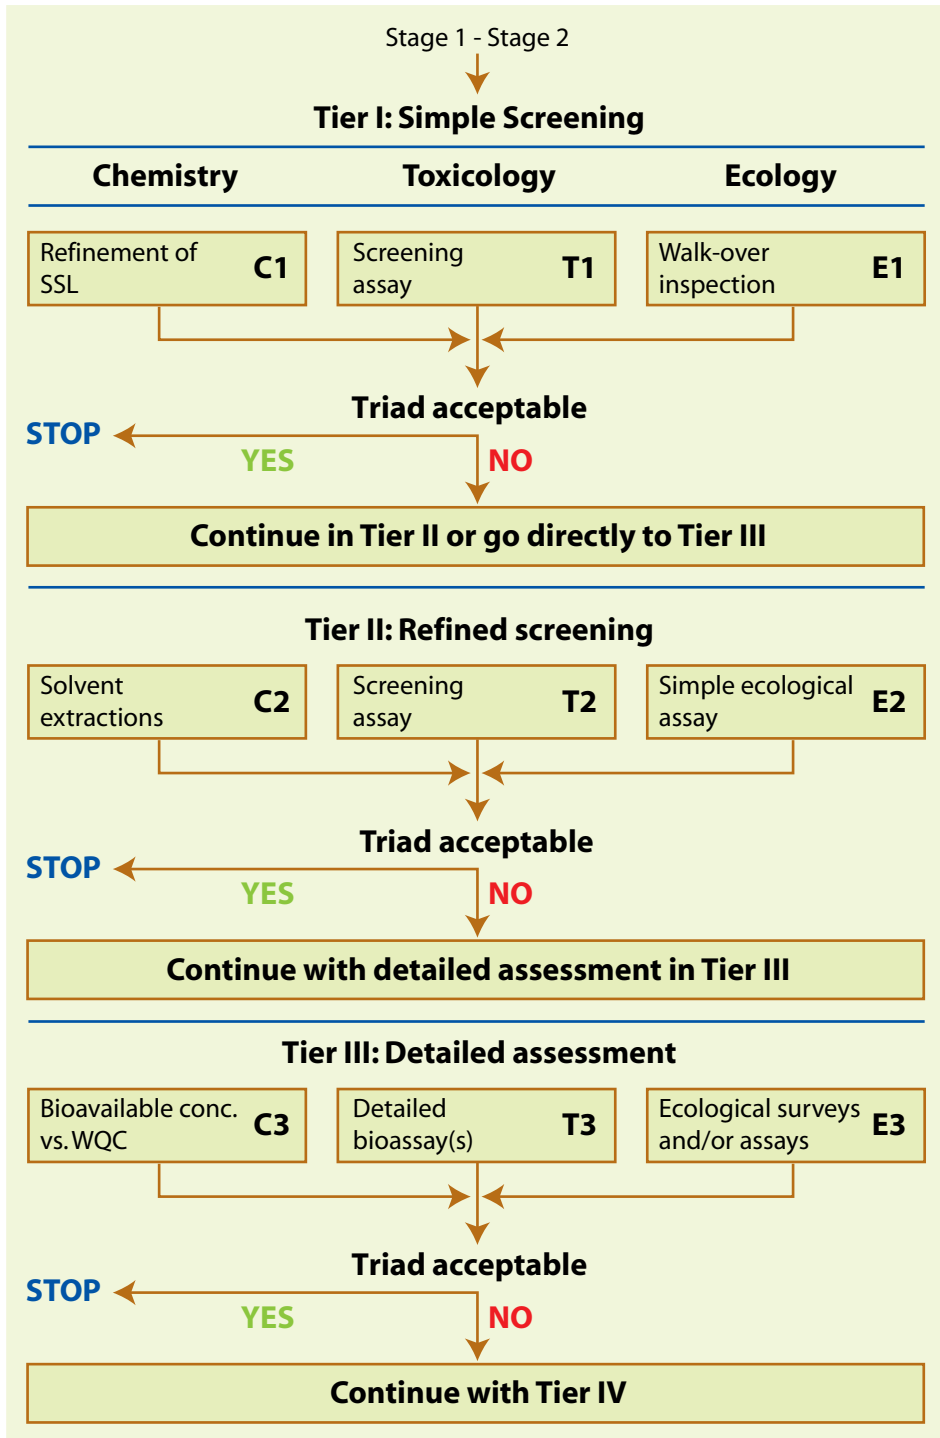 Stage 1 - Stage 2
Tier I: Simple Screening
Chemistry
Toxicology
Ecology
Refinement of
SSL
C1
Screening
assay
T1
Walk-over
inspection
E1
Triad acceptable
STOP
YES
NO
Continue in Tier II or go directly to Tier III
Tier II: Refined screening
Solvent
extractions
C2
Screening
assay
T2
Simple ecological
assay
E2
Triad acceptable
STOP
YES
NO
Continue with detailed assessment in Tier III
Tier III: Detailed assessment
Bioavailable conc.
vs. WQC
C3
Detailed
bioassay(s)
T3
Ecological surveys
and/or assays
E3
Triad acceptable
STOP
YES
NO
Continue with Tier IV